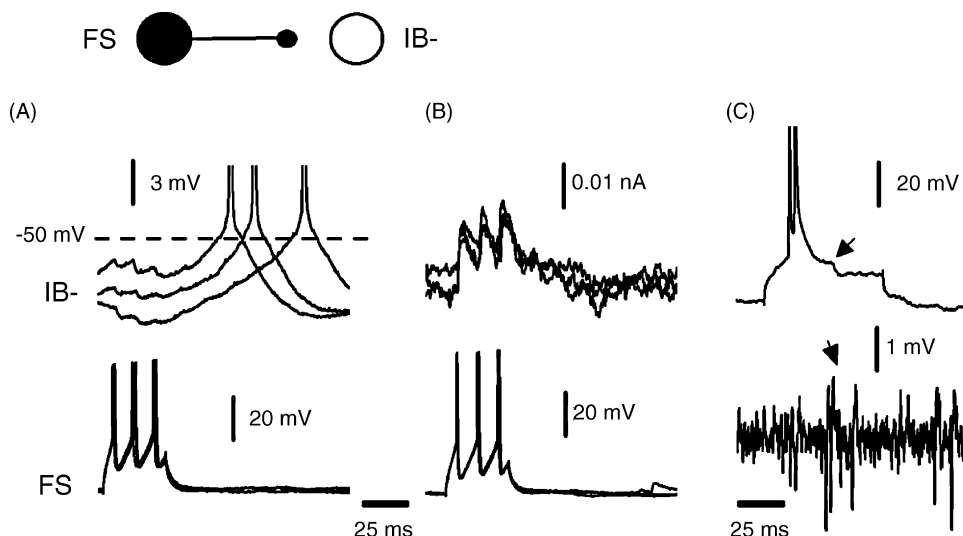 FS
IB-
(A)
(B)
(C)
3 mV
0.01 nA
20 mV
-50 mV
IB-
1 mV
20 mV
20 mV
FS
25 ms
25 ms